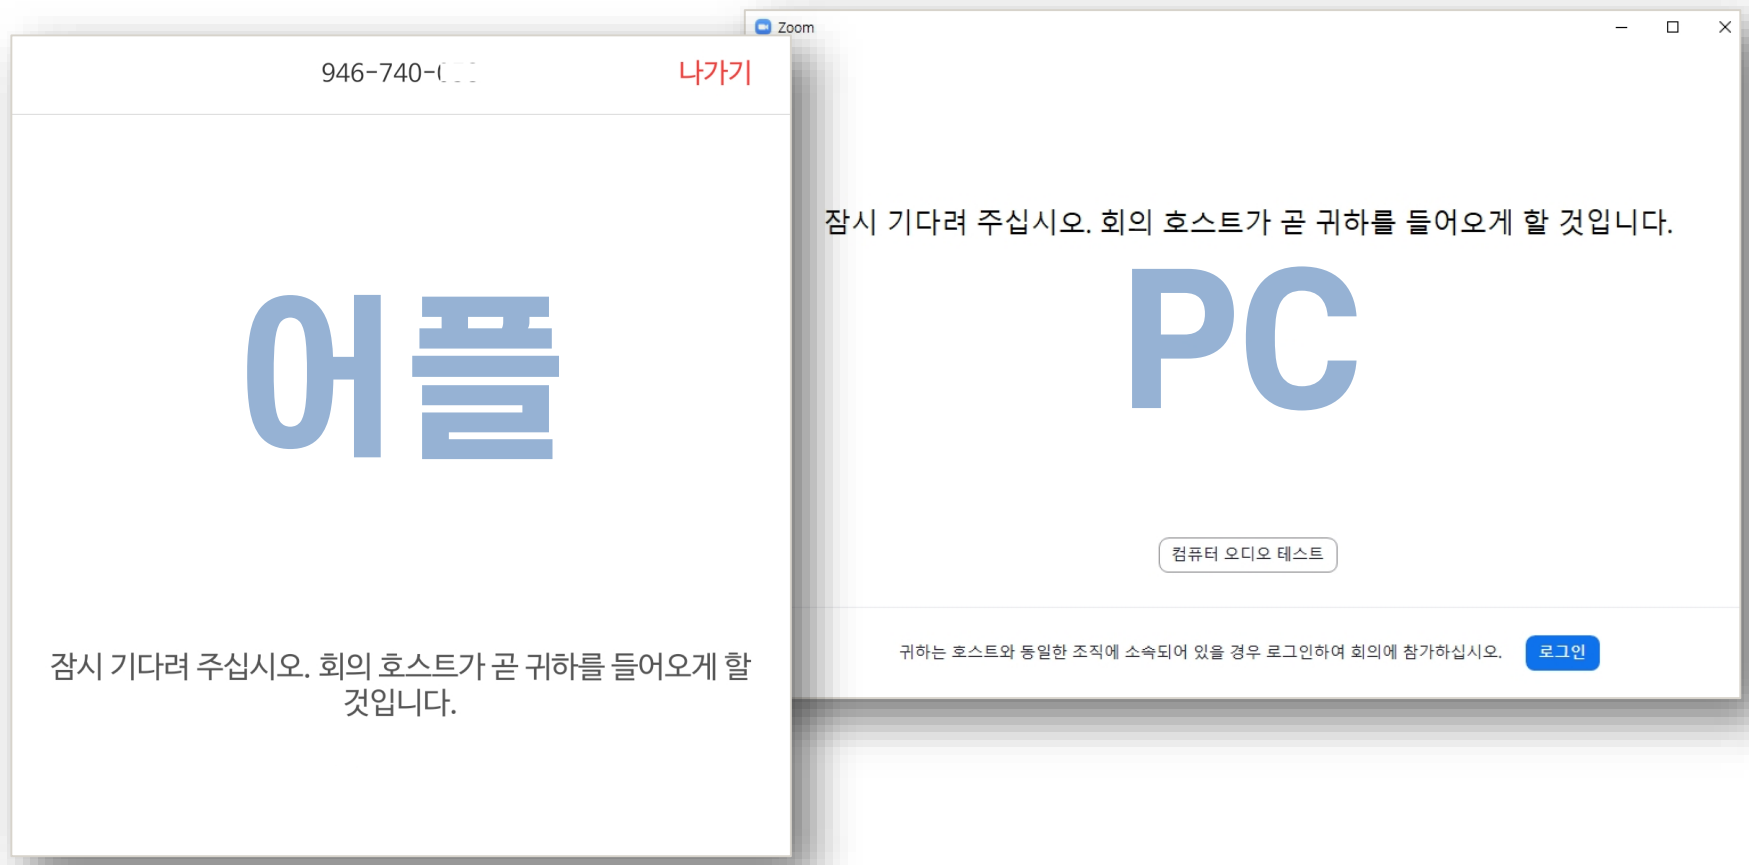 946-740-
나가기
어플
잠시 기다려 주십시오. 회의 호스트가 곧 귀하를 들어오게 할
것입니다.
Zoom
잠시 기다려 주십시오. 회의 호스트가 곧 귀하를 들어오게 할 것입니다.
PC
컴퓨터 오디오 테스트
귀하는 호스트와 동일한 조직에 소속되어 있을 경우 로그인하여 회의에 참가하십시오.
로그인